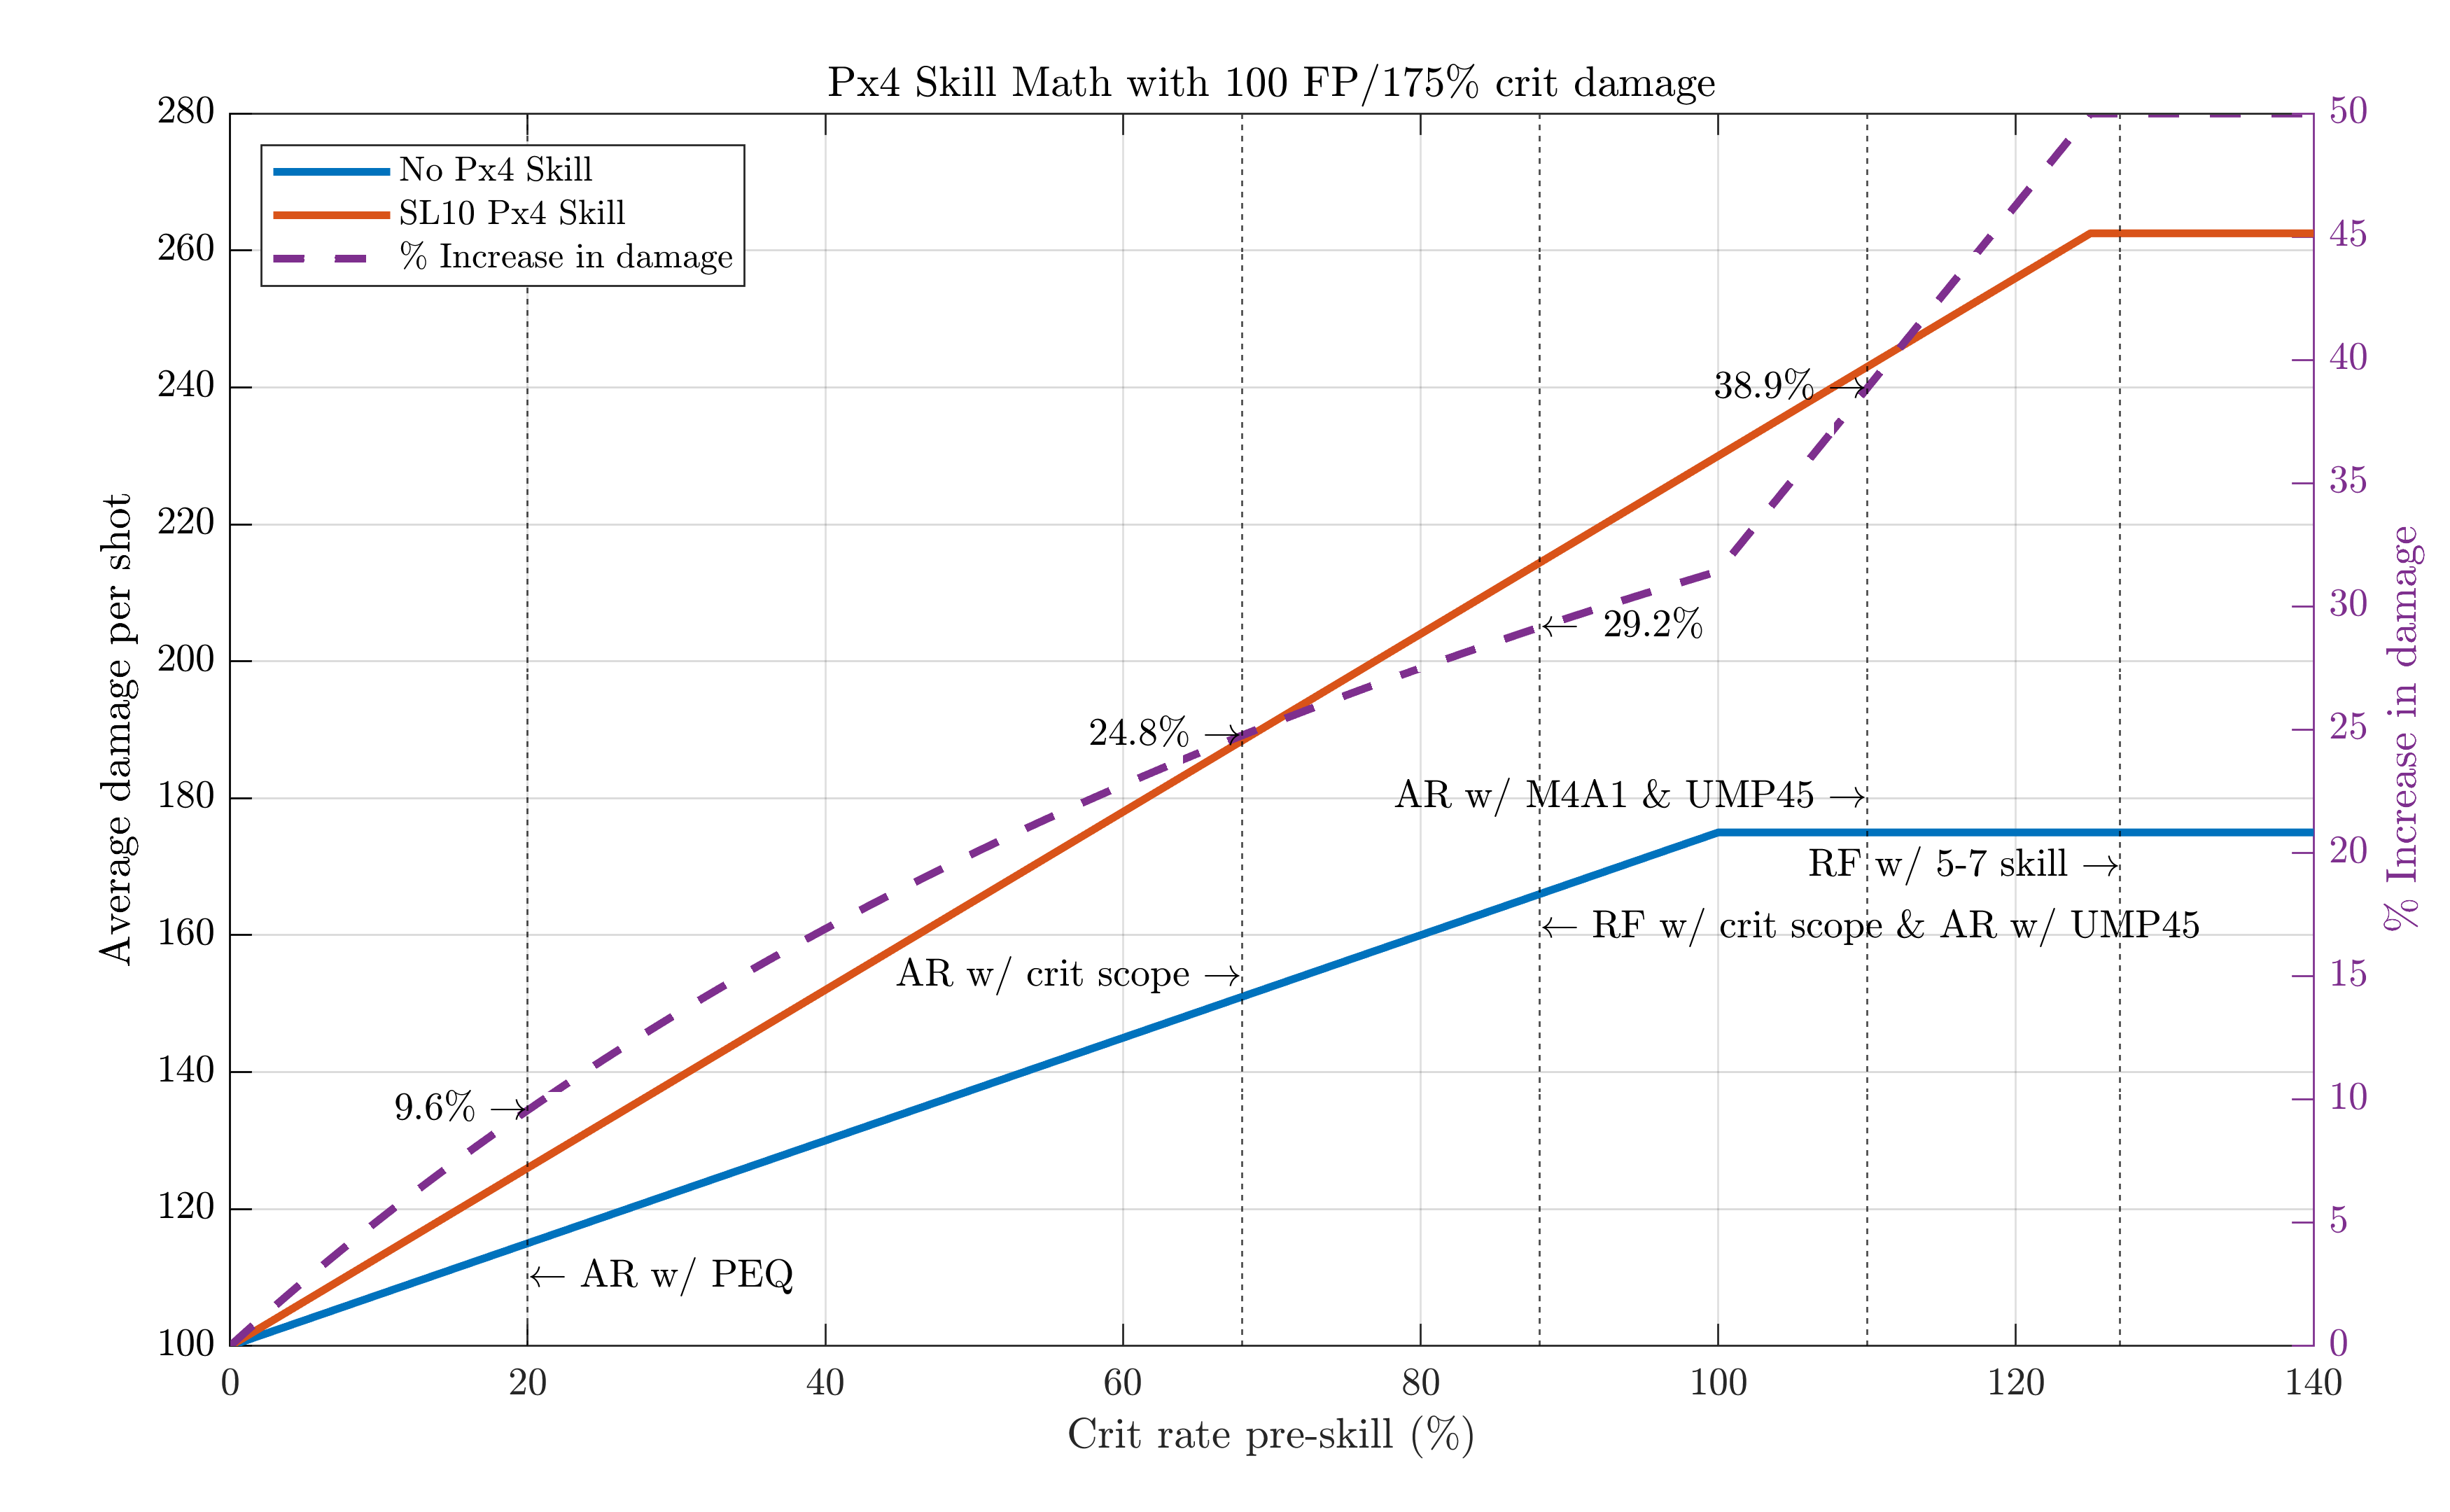 Px4 Skill Math with 100 FP/175% crit damage
No Px4 Skill
SL10 Px4 Skill
% Increase in damage
Average damage per shot
280
260
240
220
200
180
160
140
120
100
50
45
40
35
30
25
20
15
10
5
0
% Increase in damage
38.9%
29.2%
24.8%
AR w/ M4A1 & UMP45
RF w/ 5-7 skill
RF w/ crit scope & AR w/ UMP45
AR w/ crit scope
9.6%
AR w/ PEQ
0 20 40 60 80 100 120 140
Crit rate pre-skill (%)